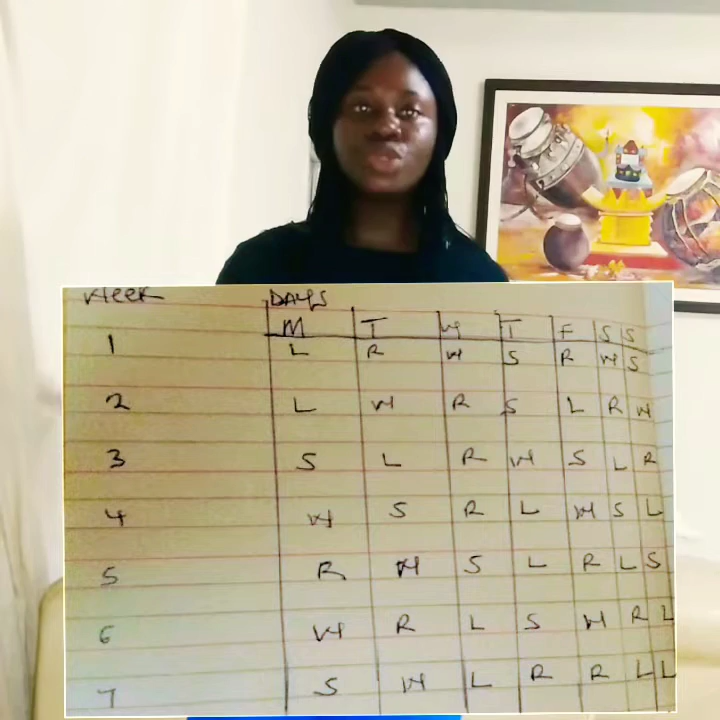 Week DAYS
M T W T F S S
1 L R W S R W S
2 L W R S L R W
3 S L R W S L R
4 W S R L W S L
5 R W S L R L S
6 W R L S W R L
7 S W L R R L L